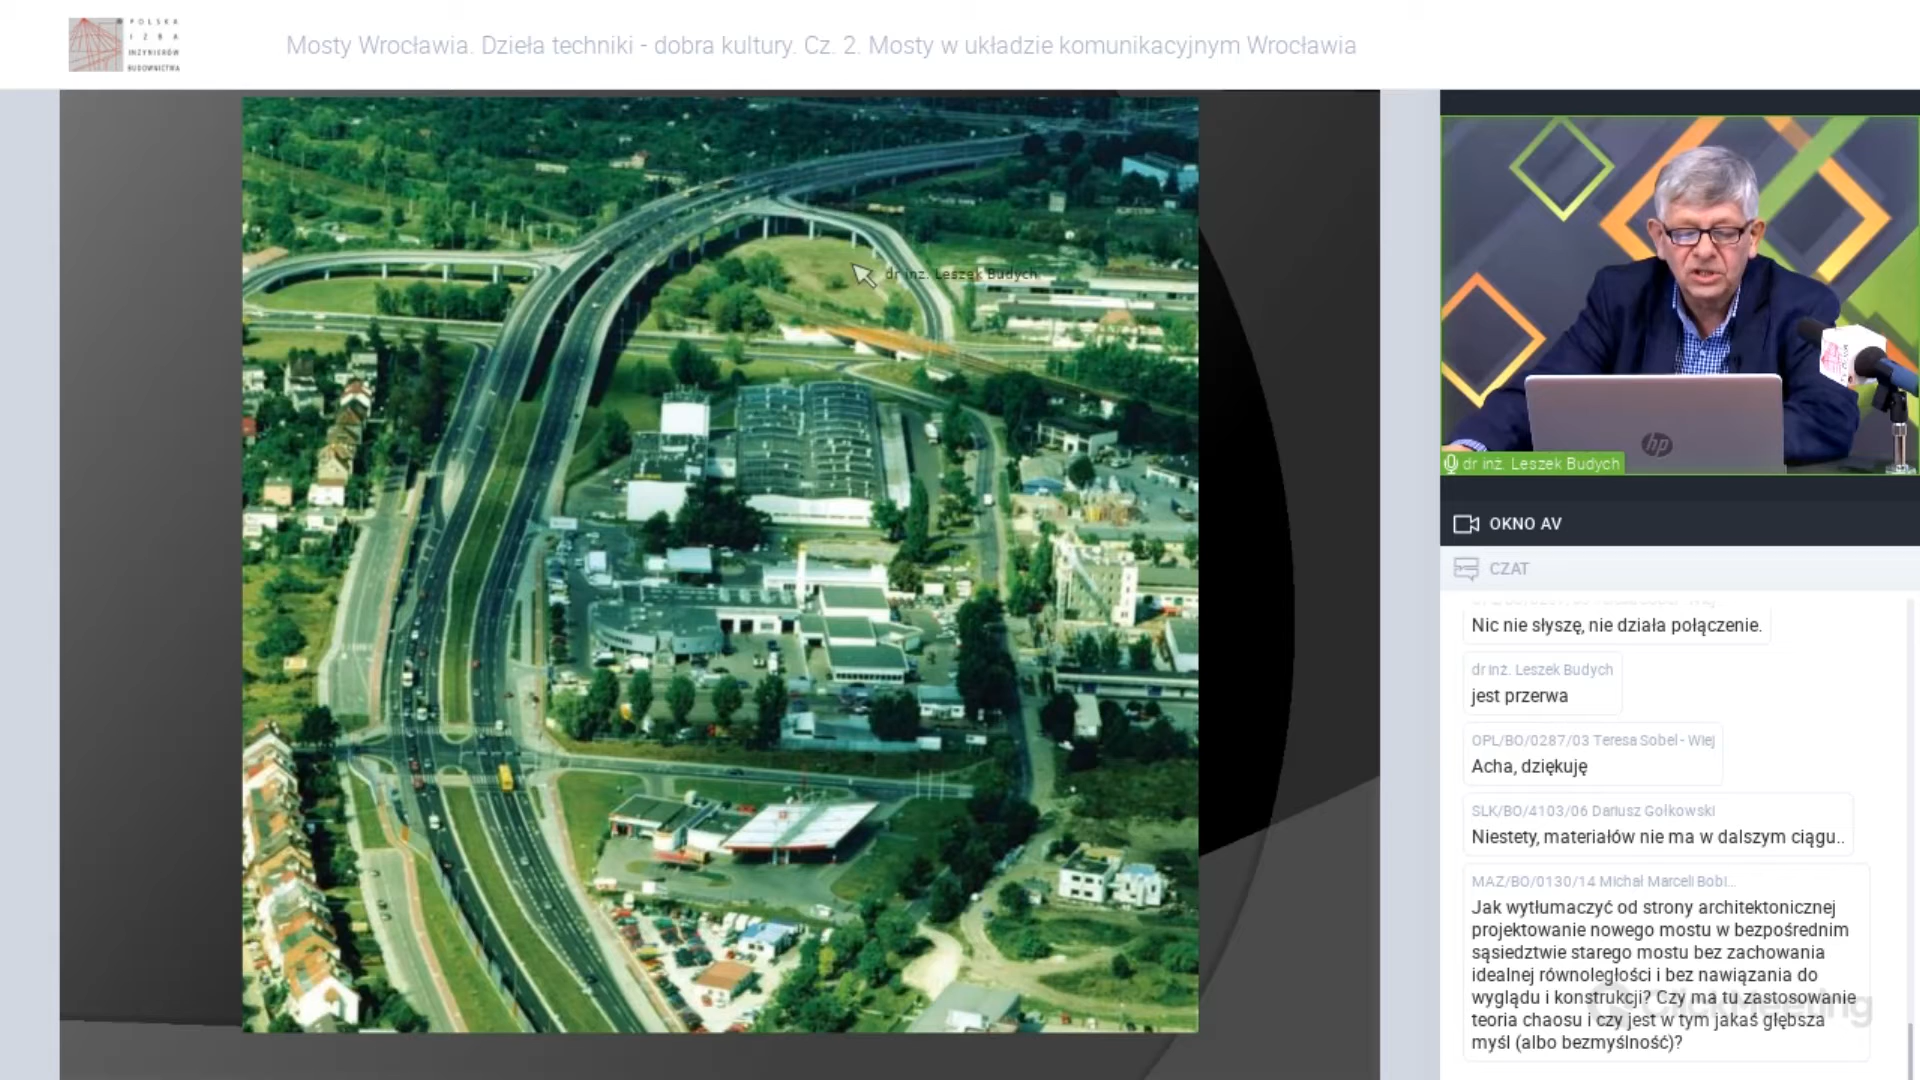 POLSKA
IZBA
INŻYNIERÓW
BUDOWNICTWA
Mosty Wrocławia. Dzieła techniki - dobra kultury. Cz. 2. Mosty w układzie komunikacyjnym Wrocławia
dr inż. Leszek Budych
hp
dr inż. Leszek Budych
OKNO AV
CZAT
Nic nie słyszę, nie działa połączenie.
dr inż. Leszek Budych
jest przerwa
OPL/BO/0287/03 Teresa Sobel - Wiej
Acha, dziękuję
SLK/BO/4103/06 Dariusz Gołkowski
Niestety, materiałów nie ma w dalszym ciągu..
MAZ/BO/0130/14 Michał Marceli Bobi...
Jak wytłumaczyć od strony architektonicznej
projektowanie nowego mostu w bezpośrednim
sąsiedztwie starego mostu bez zachowania
idealnej równoległości i bez nawiązania do
wyglądu i konstrukcji? Czy ma tu zastosowanie
teoria chaosu i czy jest w tym jakaś głębsza
myśl (albo bezmyślność)?
ClickMeeting